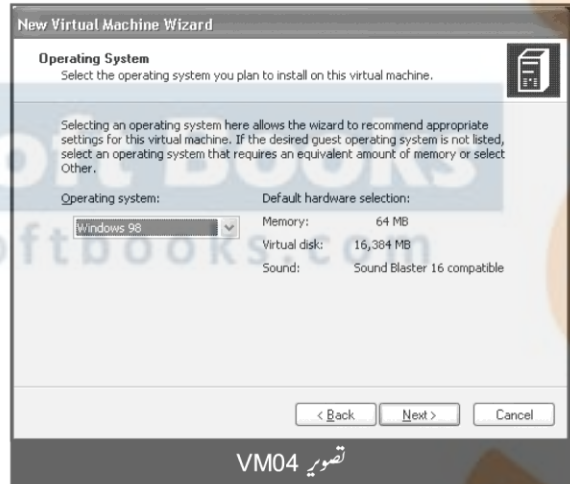 New Virtual Machine Wizard
Operating System
Select the operating system you plan to install on this virtual machine.
Selecting an operating system here allows the wizard to recommend appropriate
settings for this virtual machine. If the desired guest operating system is not listed,
select an operating system that requires an equivalent amount of memory or select
Other.
Operating system:
Default hardware selection:
Windows 98
Memory: 64 MB
Virtual disk: 16,384 MB
Sound: Sound Blaster 16 compatible
oft Books
oftbooks.com
< Back Next > Cancel
تصویر VM04